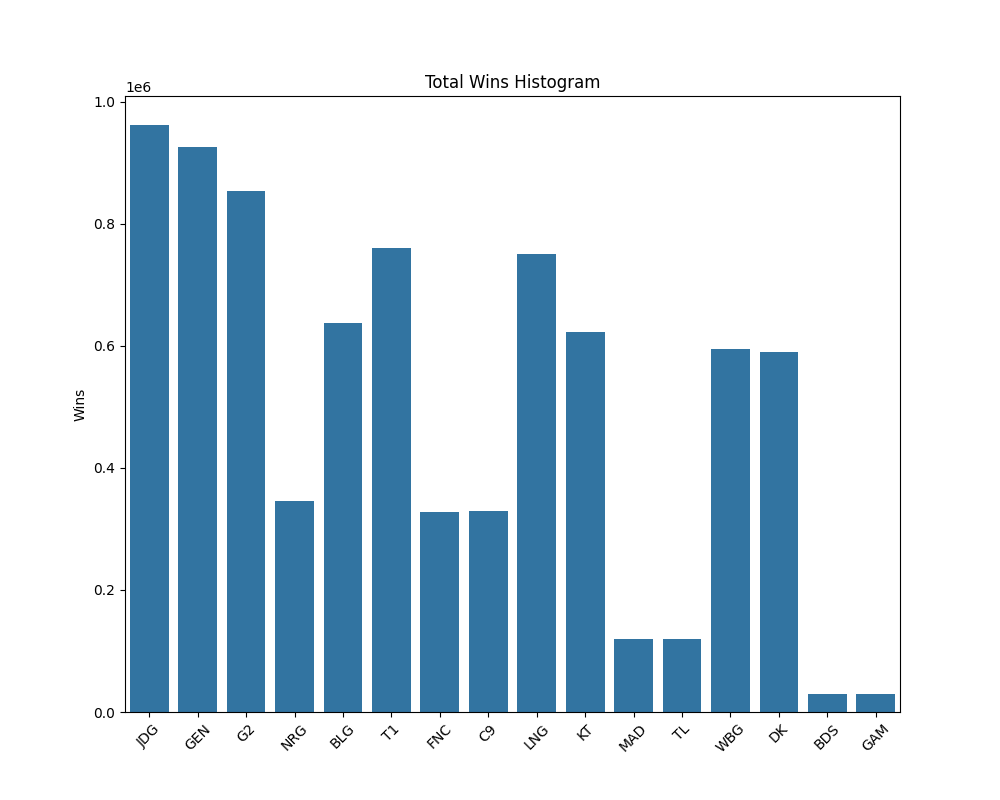 Total Wins Histogram
1e6
1.0
0.8
0.6
0.4
0.2
0.0
Wins
JDG GEN G2 NRG BLG T1 FNC C9 LNG KT MAD TL WBG DK BDS GAM